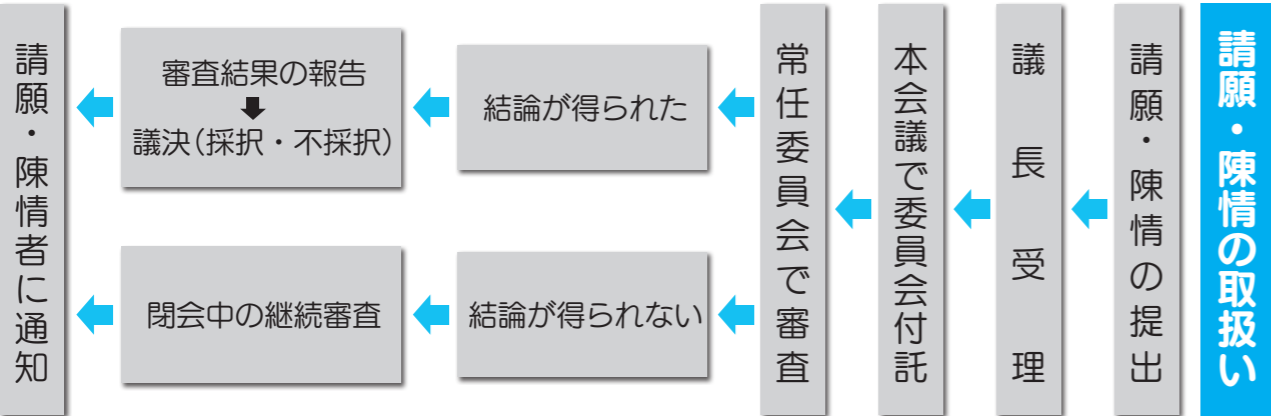 請願・陳情の取扱い
請願・陳情の提出
議長受理
本会議で委員会付託
常任委員会で審査
結論が得られた
審査結果の報告
議決(採択・不採択)
結論が得られない
閉会中の継続審査
請願・陳情者に通知